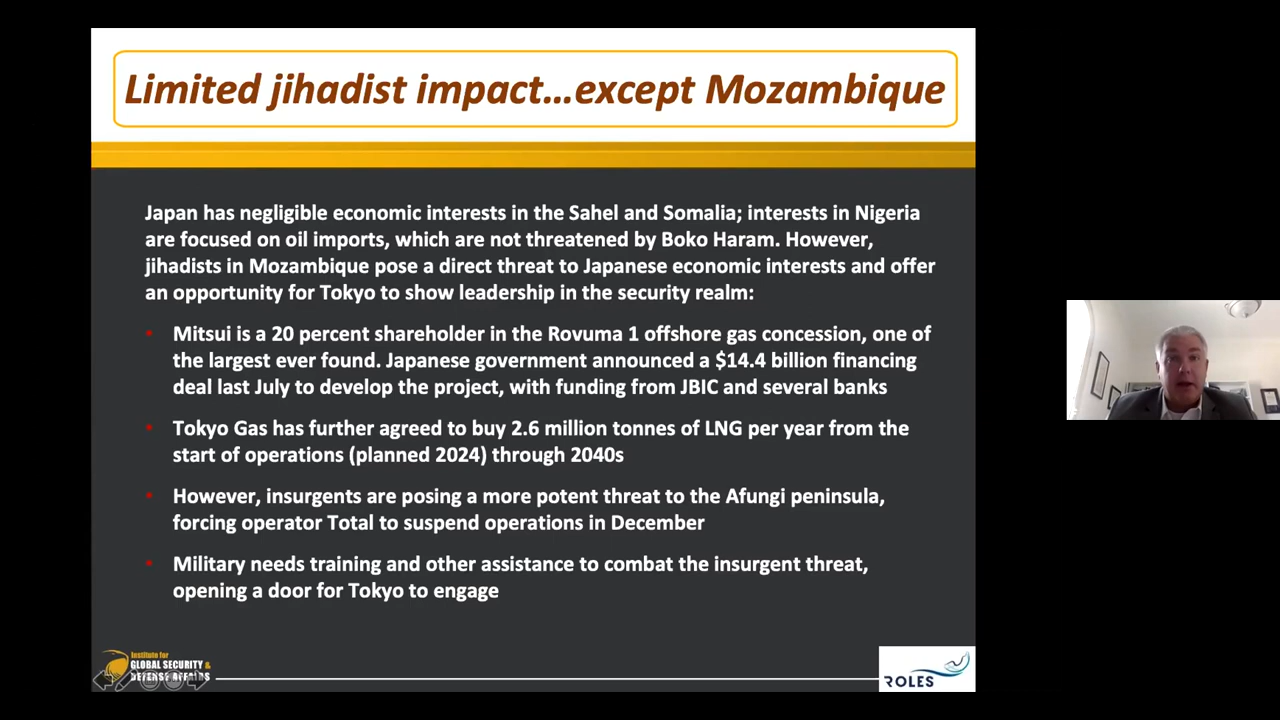 Limited jihadist impact...except Mozambique
Japan has negligible economic interests in the Sahel and Somalia; interests in Nigeria
are focused on oil imports, which are not threatened by Boko Haram. However,
jihadists in Mozambique pose a direct threat to Japanese economic interests and offer
an opportunity for Tokyo to show leadership in the security realm:
• Mitsui is a 20 percent shareholder in the Rovuma 1 offshore gas concession, one of
the largest ever found. Japanese government announced a $14.4 billion financing
deal last July to develop the project, with funding from JBIC and several banks
• Tokyo Gas has further agreed to buy 2.6 million tonnes of LNG per year from the
start of operations (planned 2024) through 2040s
• However, insurgents are posing a more potent threat to the Afungi peninsula,
forcing operator Total to suspend operations in December
• Military needs training and other assistance to combat the insurgent threat,
opening a door for Tokyo to engage
Institute for
GLOBAL SECURITY &
DEFENSE AFFAIRS
ROLES